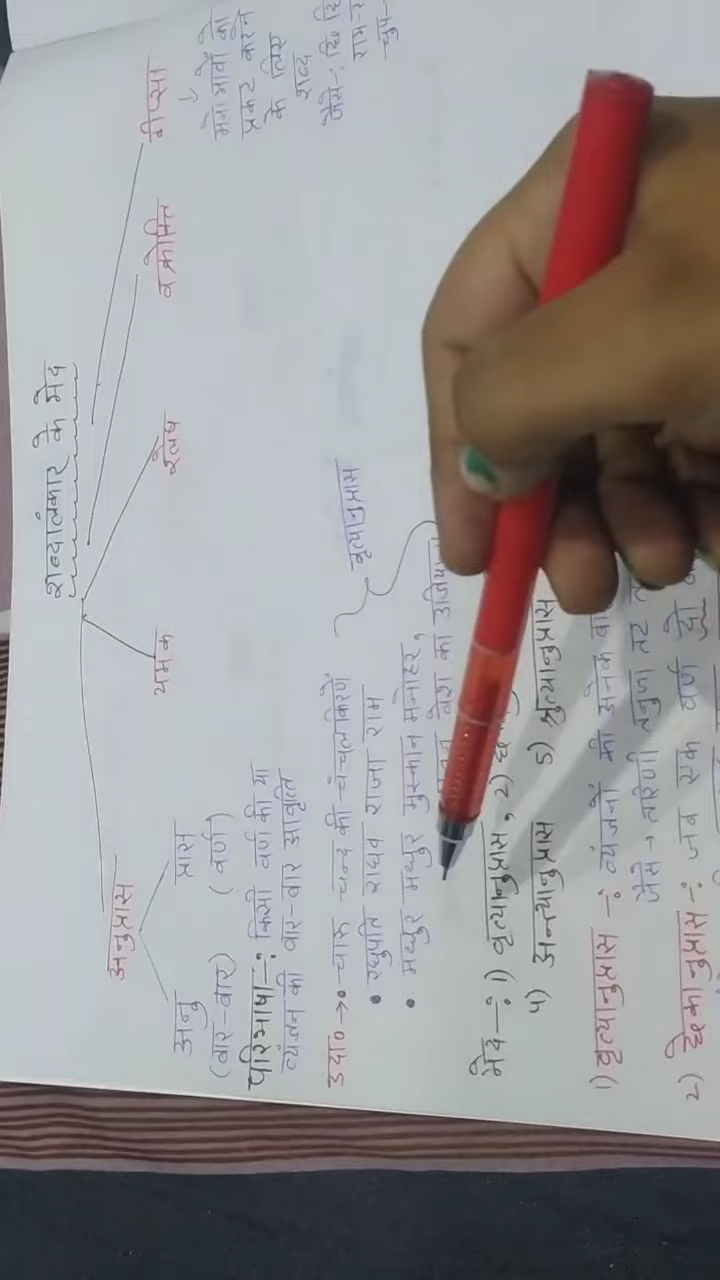 शब्दालंकार के भेद
अनुप्रास यमक श्लेष वक्रोक्ति वीप्सा
अनु प्रास
(बार-बार) (वर्ण)
मनोभावों को
प्रकट करने
के लिए
शब्द
जैसे-: छि छि
परिभाषा-: किसी वर्ण की या
व्यंजन की बार-बार आवृत्ति
उदा० → • चारु चन्द्र की चंचल किरणें
• रघुपति राघव राजा राम
वृत्यानुप्रास
• मधुर मधुर मुस्कान मनोहर,
वेश का उजिया
भेद -: 1) वृत्यानुप्रास, 2)
4) अन्त्यानुप्रास 5) श्रुत्यानुप्रास
1) वृत्यानुप्रास -: व्यंजनों की अनेक बा
जैसे → तरणी तनुजा तट
2) छेकानुप्रास -: जब एक वर्ण दो